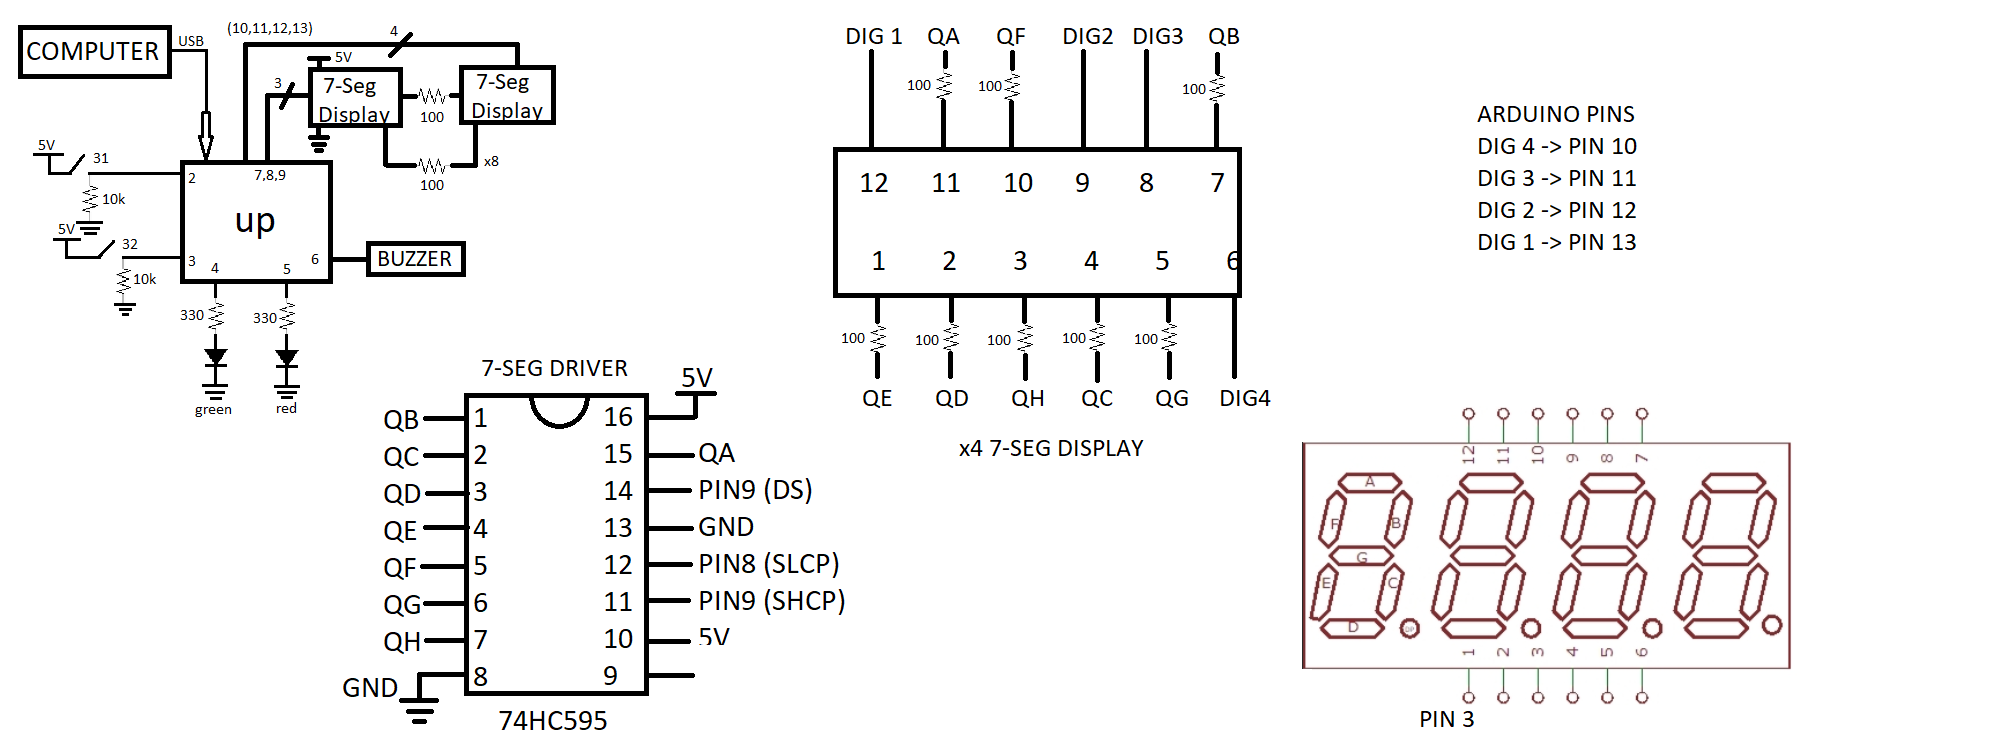 COMPUTER
USB
(10,11,12,13)
4
5V
3
7-Seg
Display
100
7-Seg
Display
100
x8
5V
31
2
7,8,9
10k
up
5V
32
3
10k
4
5
6
BUZZER
330
330
green
red
7-SEG DRIVER
5V
QB
1
16
QC
2
15
QA
QD
3
14
PIN9 (DS)
QE
4
13
GND
QF
5
12
PIN8 (SLCP)
QG
6
11
PIN9 (SHCP)
QH
7
10
5V
GND
8
9
74HC595
DIG 1
QA
QF
DIG2
DIG3
QB
100
100
100
12
11
10
9
8
7
1
2
3
4
5
6
100
100
100
100
100
QE
QD
QH
QC
QG
DIG4
x4 7-SEG DISPLAY
ARDUINO PINS
DIG 4 -> PIN 10
DIG 3 -> PIN 11
DIG 2 -> PIN 12
DIG 1 -> PIN 13
12
11
10
9
8
7
A
F
B
G
E
C
D
DP
1
2
3
4
5
6
PIN 3